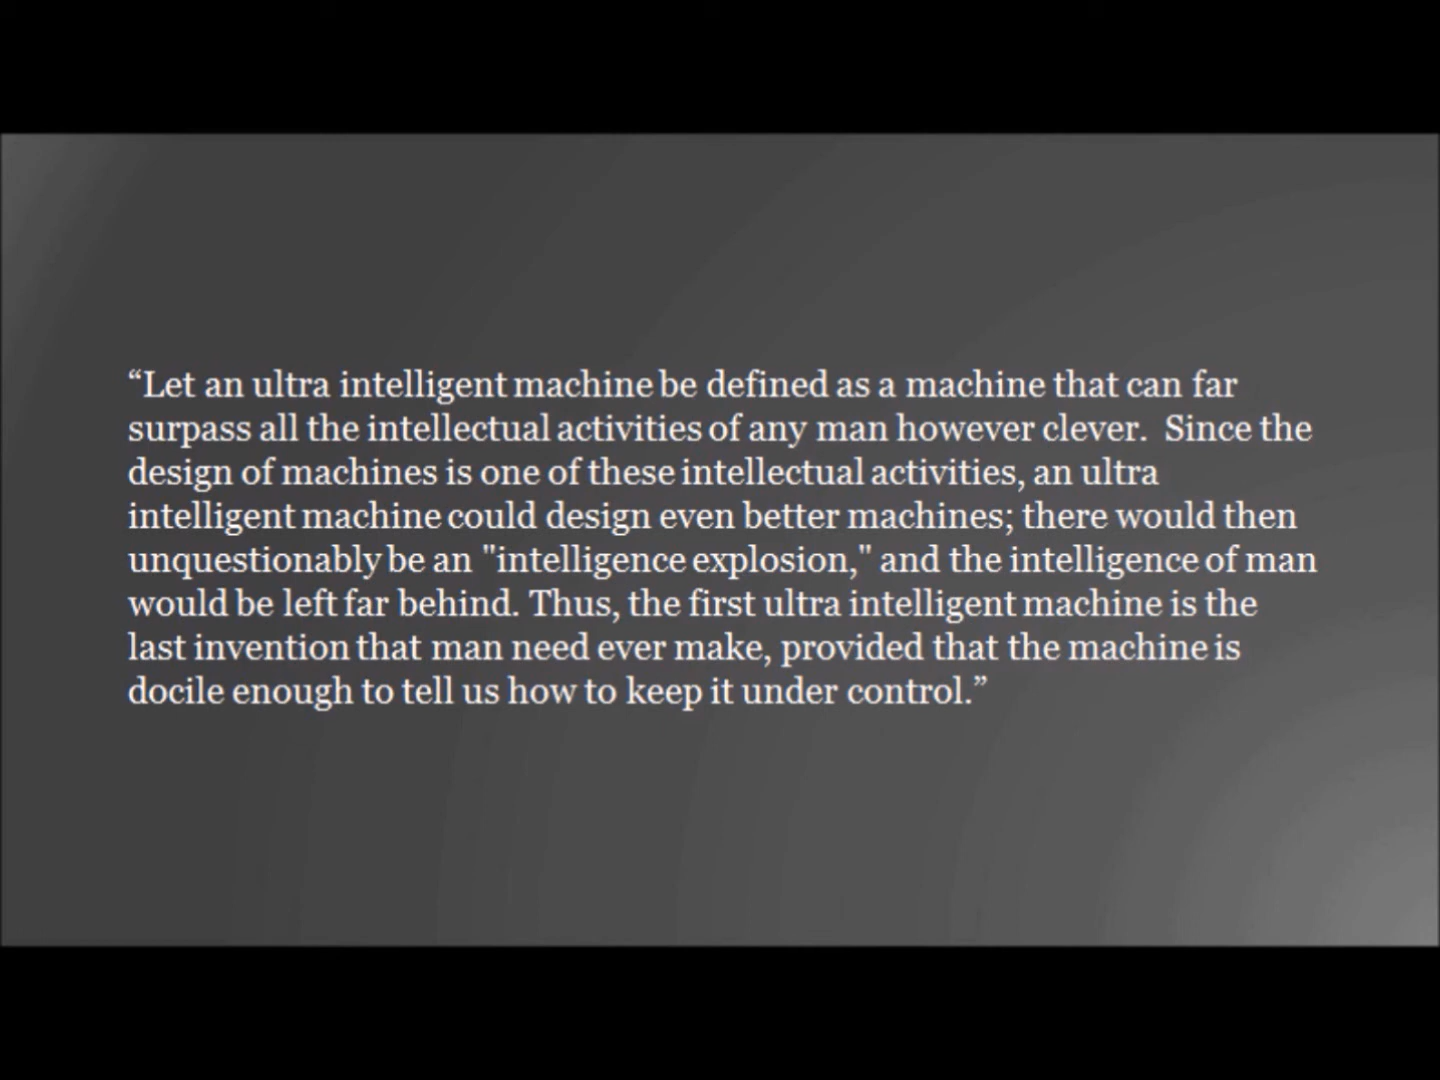 “Let an ultra intelligent machine be defined as a machine that can far
surpass all the intellectual activities of any man however clever.  Since the
design of machines is one of these intellectual activities, an ultra
intelligent machine could design even better machines; there would then
unquestionably be an "intelligence explosion," and the intelligence of man
would be left far behind. Thus, the first ultra intelligent machine is the
last invention that man need ever make, provided that the machine is
docile enough to tell us how to keep it under control.”